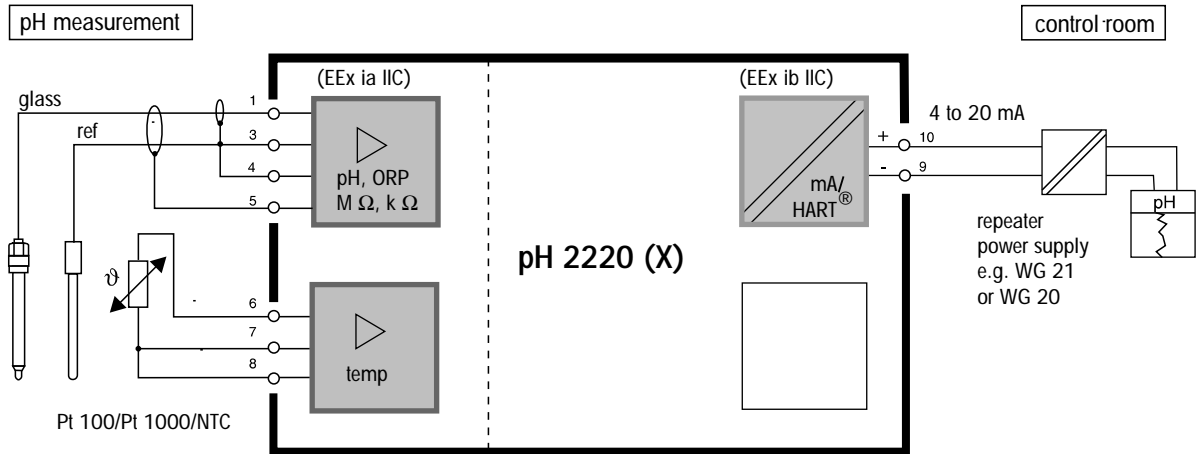 pH measurement
control room
(EEx ia IIC)
(EEx ib IIC)
glass
1
ref
3
4
5
pH, ORP
M Ω, k Ω
4 to 20 mA
+
10
-
9
mA/
HART®
pH
repeater
power supply
e.g. WG 21
or WG 20
pH 2220 (X)
ϑ
6
7
8
temp
Pt 100/Pt 1000/NTC